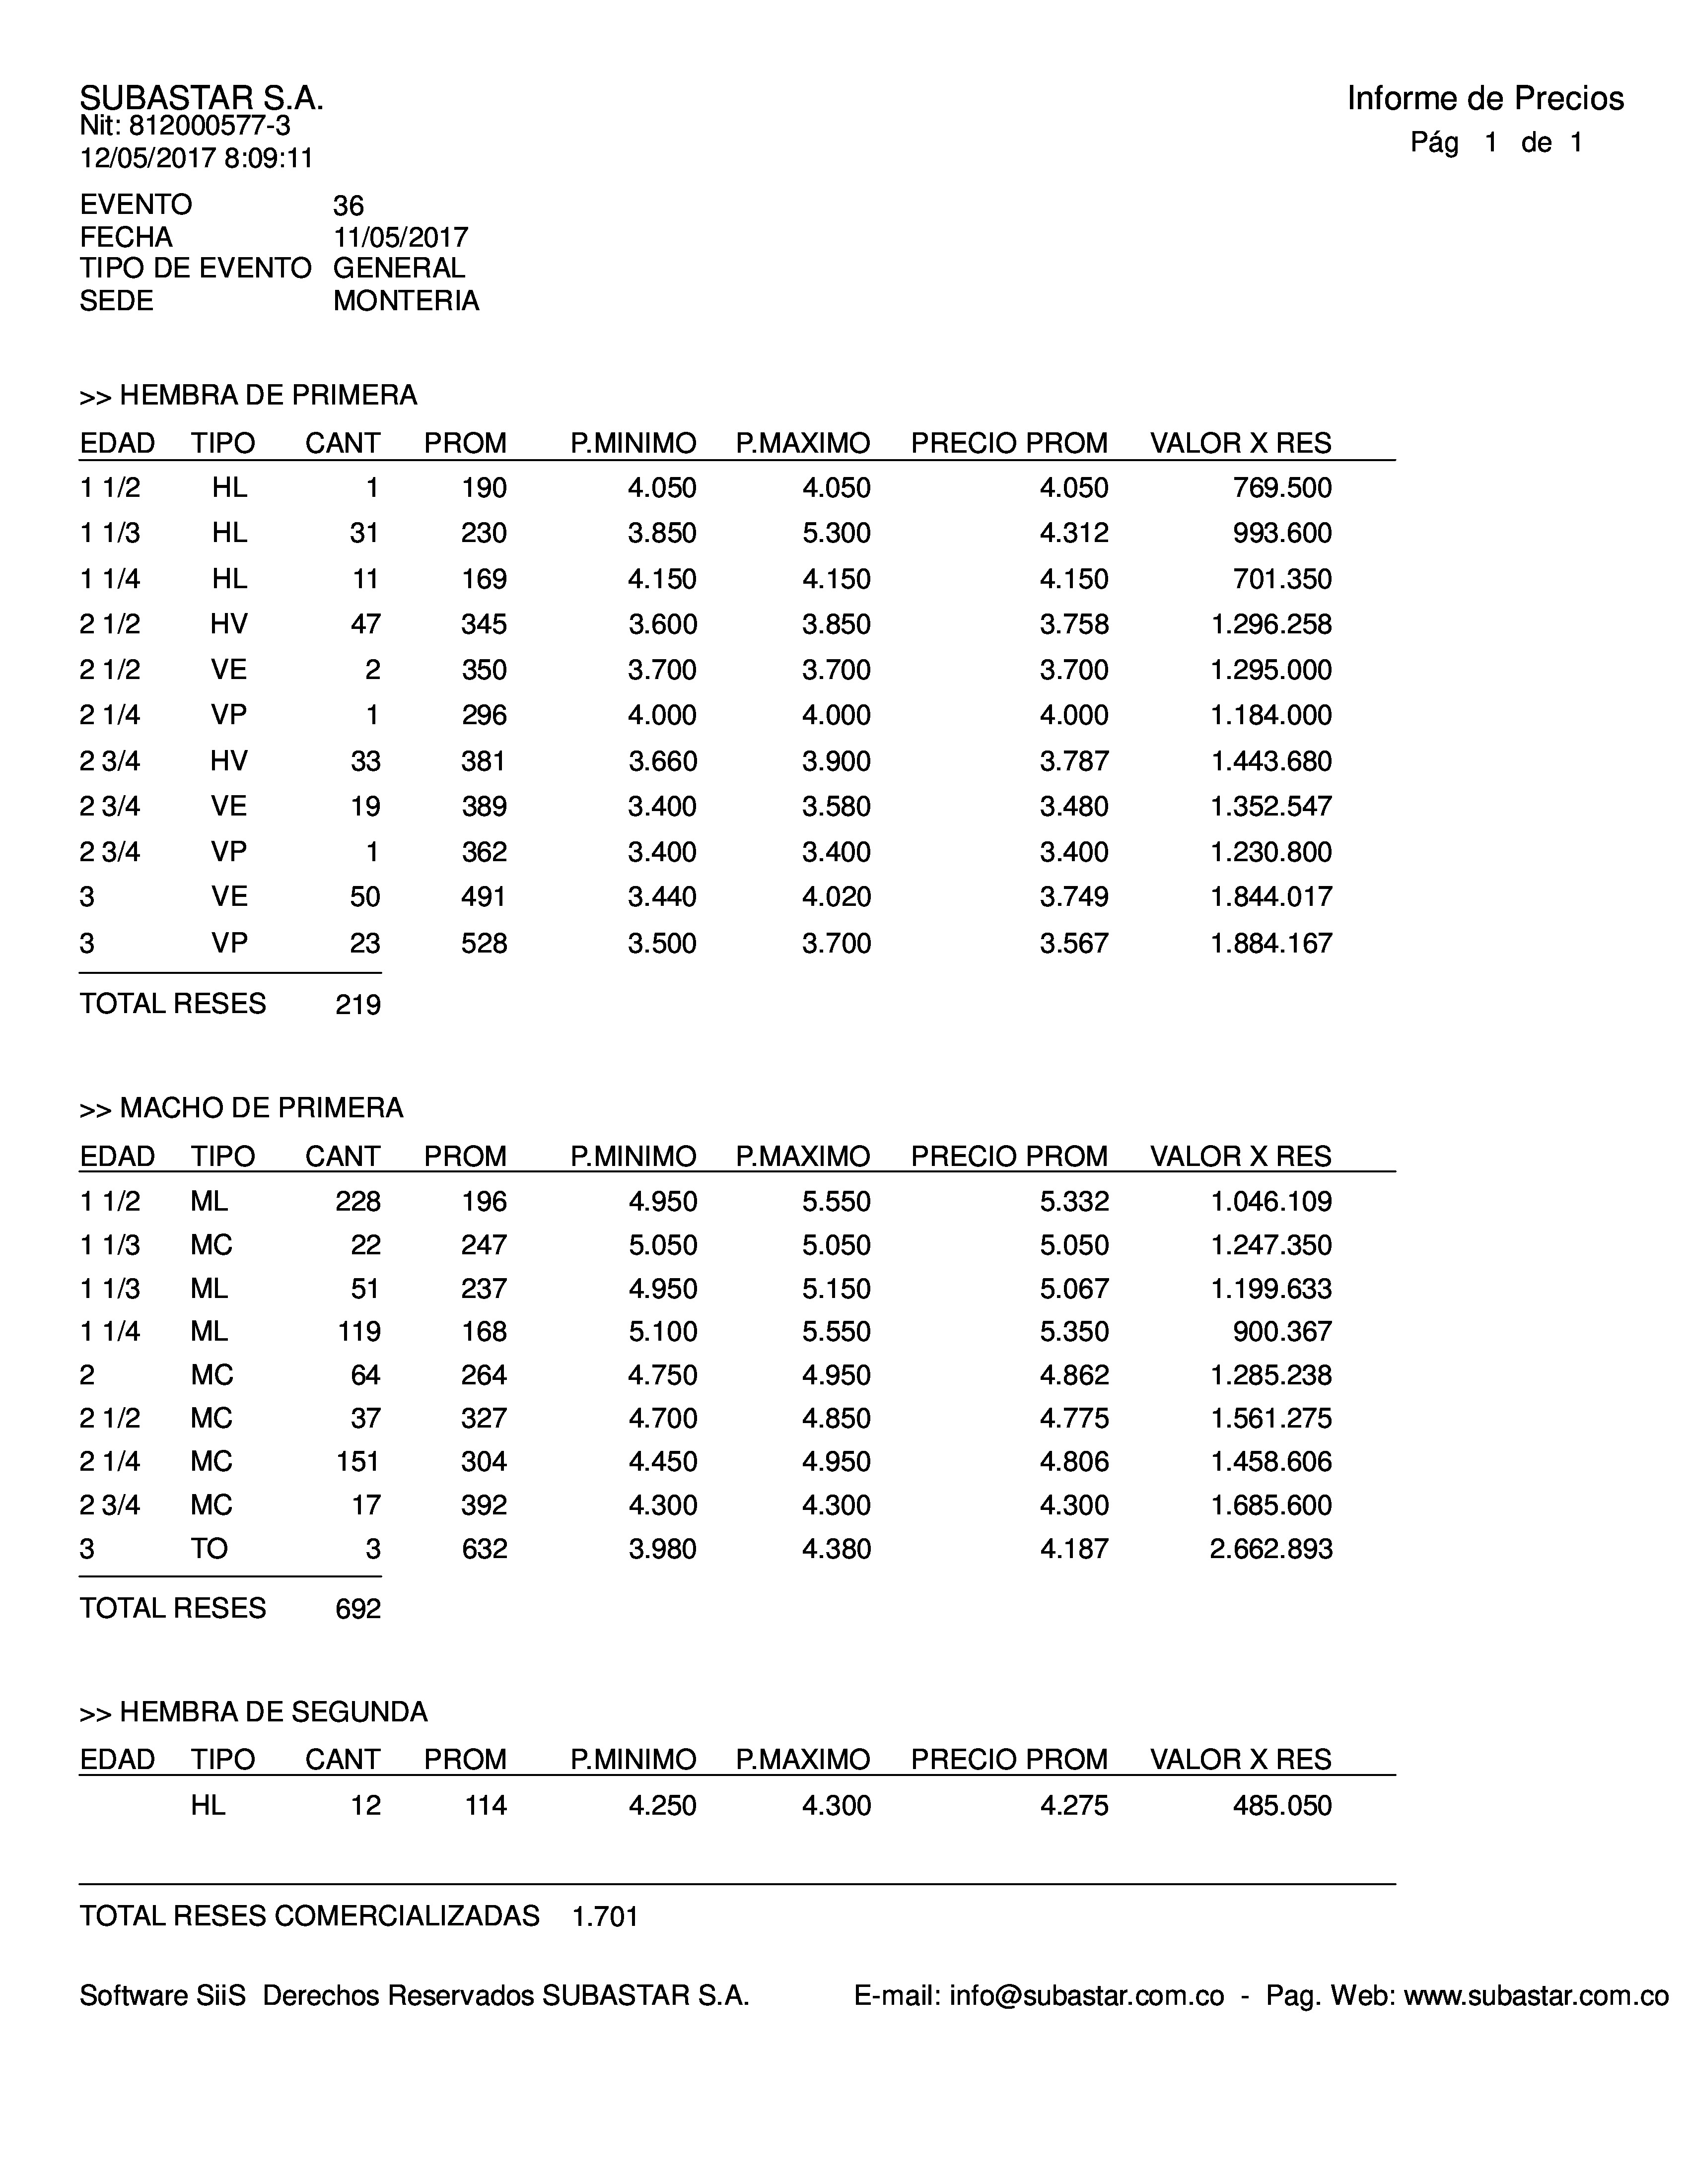 SUBASTAR S.A.
Informe de Precios
Nit: 812000577-3
Pág 1 de 1
12/05/2017 8:09:11
EVENTO 36
FECHA 11/05/2017
TIPO DE EVENTO GENERAL
SEDE MONTERIA
>> HEMBRA DE PRIMERA
EDAD TIPO CANT PROM P.MINIMO P.MAXIMO PRECIO PROM VALOR X RES
1 1/2 HL 1 190 4.050 4.050 4.050 769.500
1 1/3 HL 31 230 3.850 5.300 4.312 993.600
1 1/4 HL 11 169 4.150 4.150 4.150 701.350
2 1/2 HV 47 345 3.600 3.850 3.758 1.296.258
2 1/2 VE 2 350 3.700 3.700 3.700 1.295.000
2 1/4 VP 1 296 4.000 4.000 4.000 1.184.000
2 3/4 HV 33 381 3.660 3.900 3.787 1.443.680
2 3/4 VE 19 389 3.400 3.580 3.480 1.352.547
2 3/4 VP 1 362 3.400 3.400 3.400 1.230.800
3 VE 50 491 3.440 4.020 3.749 1.844.017
3 VP 23 528 3.500 3.700 3.567 1.884.167
TOTAL RESES 219
>> MACHO DE PRIMERA
EDAD TIPO CANT PROM P.MINIMO P.MAXIMO PRECIO PROM VALOR X RES
1 1/2 ML 228 196 4.950 5.550 5.332 1.046.109
1 1/3 MC 22 247 5.050 5.050 5.050 1.247.350
1 1/3 ML 51 237 4.950 5.150 5.067 1.199.633
1 1/4 ML 119 168 5.100 5.550 5.350 900.367
2 MC 64 264 4.750 4.950 4.862 1.285.238
2 1/2 MC 37 327 4.700 4.850 4.775 1.561.275
2 1/4 MC 151 304 4.450 4.950 4.806 1.458.606
2 3/4 MC 17 392 4.300 4.300 4.300 1.685.600
3 TO 3 632 3.980 4.380 4.187 2.662.893
TOTAL RESES 692
>> HEMBRA DE SEGUNDA
EDAD TIPO CANT PROM P.MINIMO P.MAXIMO PRECIO PROM VALOR X RES
HL 12 114 4.250 4.300 4.275 485.050
TOTAL RESES COMERCIALIZADAS 1.701
Software SiiS Derechos Reservados SUBASTAR S.A. E-mail: info@subastar.com.co - Pag. Web: www.subastar.com.co